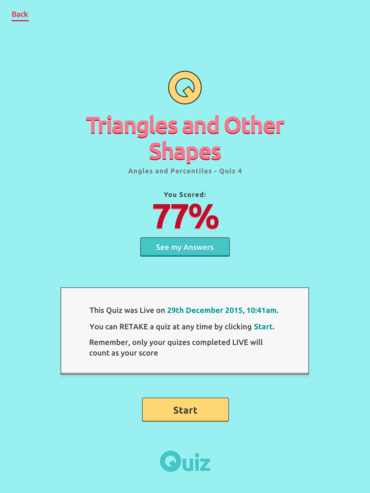 Back
Triangles and Other
Shapes
Angles and Percentiles - Quiz 4
You Scored:
77%
See my Answers
This Quiz was Live on 29th December 2015, 10:41am.
You can RETAKE a quiz at any time by clicking Start.
Remember, only your quizes completed LIVE will
count as your score
Start
Quiz